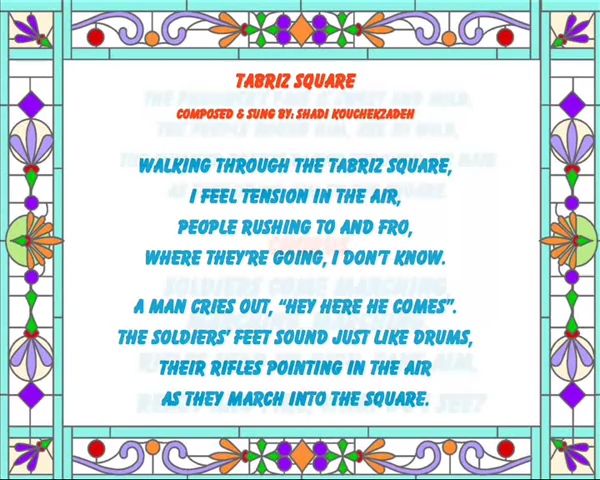 TABRIZ SQUARE
COMPOSED & SUNG BY: SHADI KOUCHEKZADEH
WALKING THROUGH THE TABRIZ SQUARE,
I FEEL TENSION IN THE AIR,
PEOPLE RUSHING TO AND FRO,
WHERE THEY'RE GOING, I DON'T KNOW.
A MAN CRIES OUT, "HEY HERE HE COMES".
THE SOLDIERS' FEET SOUND JUST LIKE DRUMS,
THEIR RIFLES POINTING IN THE AIR
AS THEY MARCH INTO THE SQUARE.